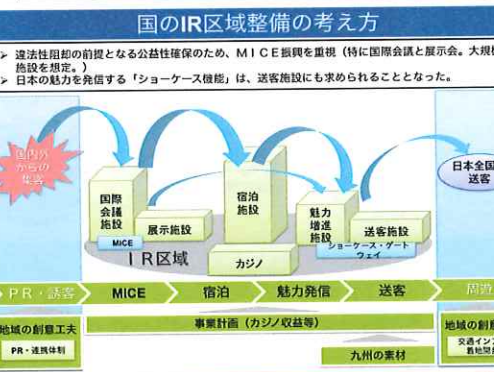 国のIR区域整備の考え方
➢ 違法性阻却の前提となる公益性確保のため、MICE振興を重視（特に国際会議と展示会。大規模
施設を想定。）
➢ 日本の魅力を発信する「ショーケース機能」は、送客施設にも求められることとなった。
国内外
からの
集客
日本全国
送客
国際
会議
施設
展示施設
MICE
IR区域
宿泊
施設
カジノ
魅力
増進
施設
送客施設
ショーケース・ゲート
ウェイ
PR・誘客
MICE
宿泊
魅力発信
送客
周遊
地域の創意工夫
PR・連携体制
事業計画（カジノ収益等）
九州の素材
地域の創意
交通インフ